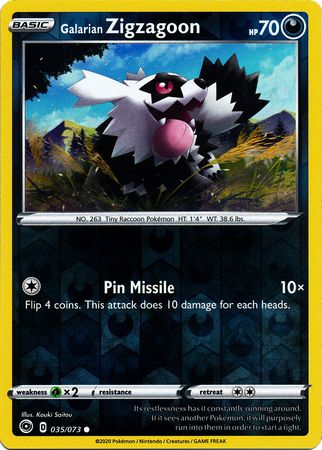 BASIC
Galarian Zigzagoon HP 70
NO. 263 Tiny Raccoon Pokémon HT: 1'4" WT: 38.6 lbs.
Pin Missile 10×
Flip 4 coins. This attack does 10 damage for each heads.
weakness ×2 resistance retreat
Illus. Kouki Saitou
Its restlessness has it constantly running around.
If it sees another Pokémon, it will purposely
run into them in order to start a fight.
035/073
©2020 Pokémon / Nintendo / Creatures / GAME FREAK